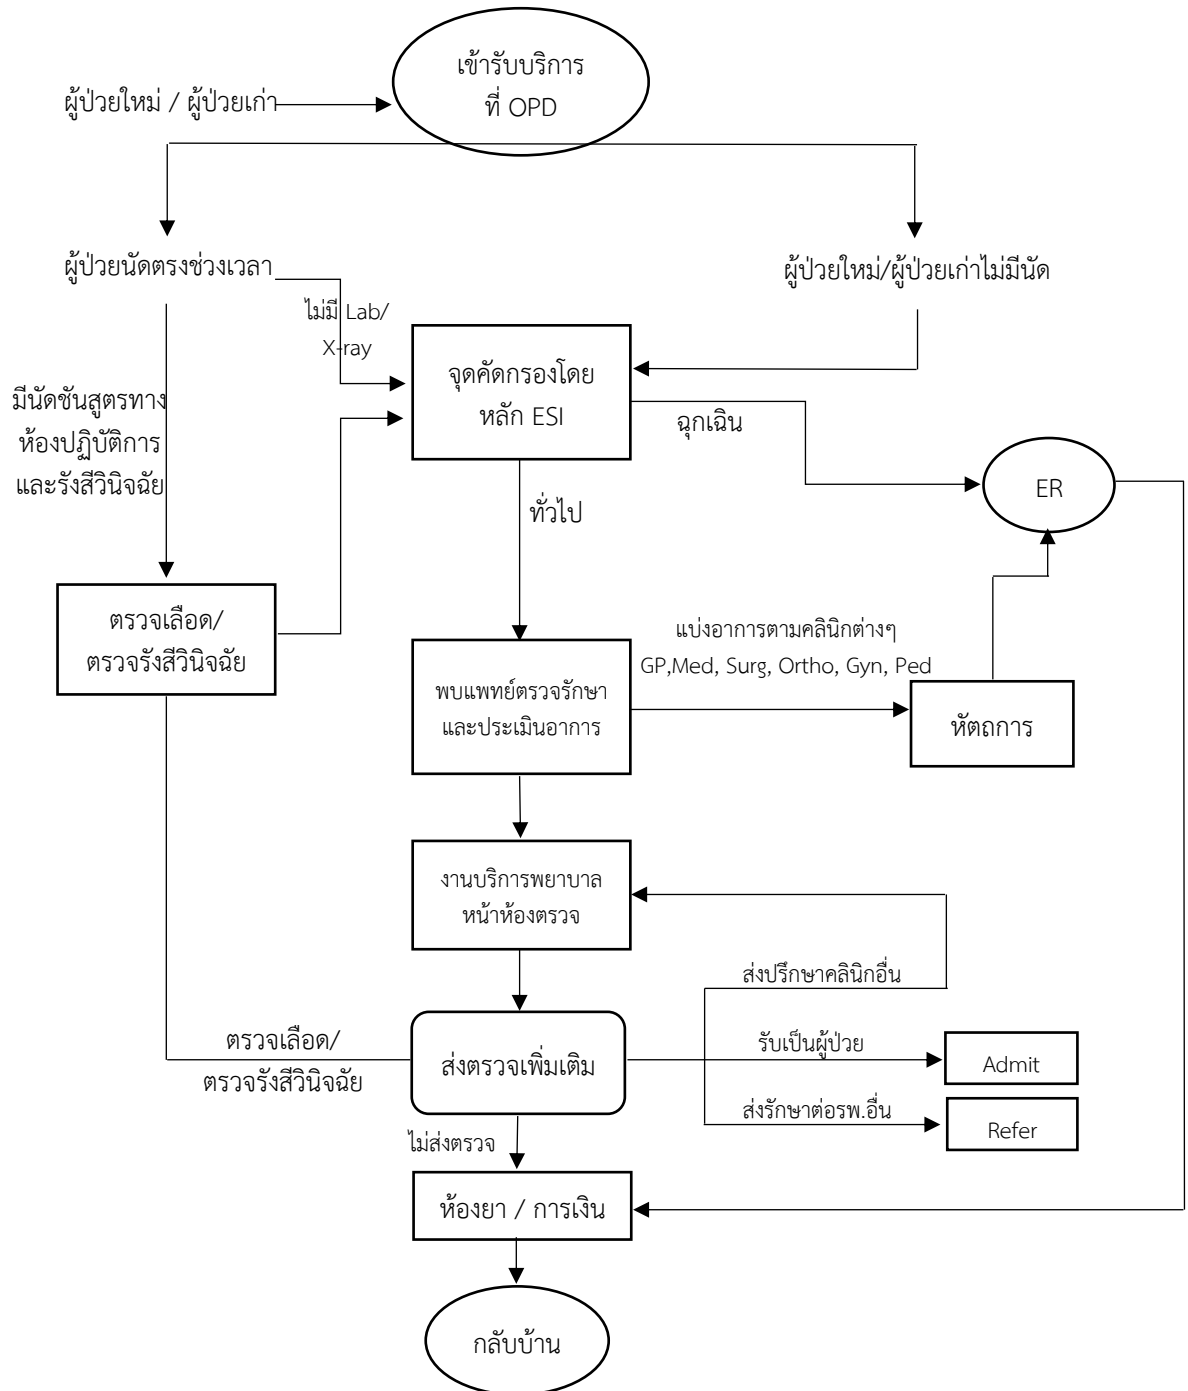 เข้ารับบริการ
ที่ OPD
ผู้ป่วยใหม่ / ผู้ป่วยเก่า
ผู้ป่วยนัดตรงช่วงเวลา
ผู้ป่วยใหม่/ผู้ป่วยเก่าไม่มีนัด
ไม่มี Lab/
X-ray
จุดคัดกรองโดย
หลัก ESI
มีนัดชันสูตรทาง
ห้องปฏิบัติการ
และรังสีวินิจฉัย
ฉุกเฉิน
ER
ทั่วไป
ตรวจเลือด/
ตรวจรังสีวินิจฉัย
แบ่งอาการตามคลินิกต่างๆ
GP,Med, Surg, Ortho, Gyn, Ped
พบแพทย์ตรวจรักษา
และประเมินอาการ
หัตถการ
งานบริการพยาบาล
หน้าห้องตรวจ
ส่งปรึกษาคลินิกอื่น
ตรวจเลือด/
ตรวจรังสีวินิจฉัย
ส่งตรวจเพิ่มเติม
รับเป็นผู้ป่วย
Admit
ส่งรักษาต่อรพ.อื่น
Refer
ไม่ส่งตรวจ
ห้องยา / การเงิน
กลับบ้าน